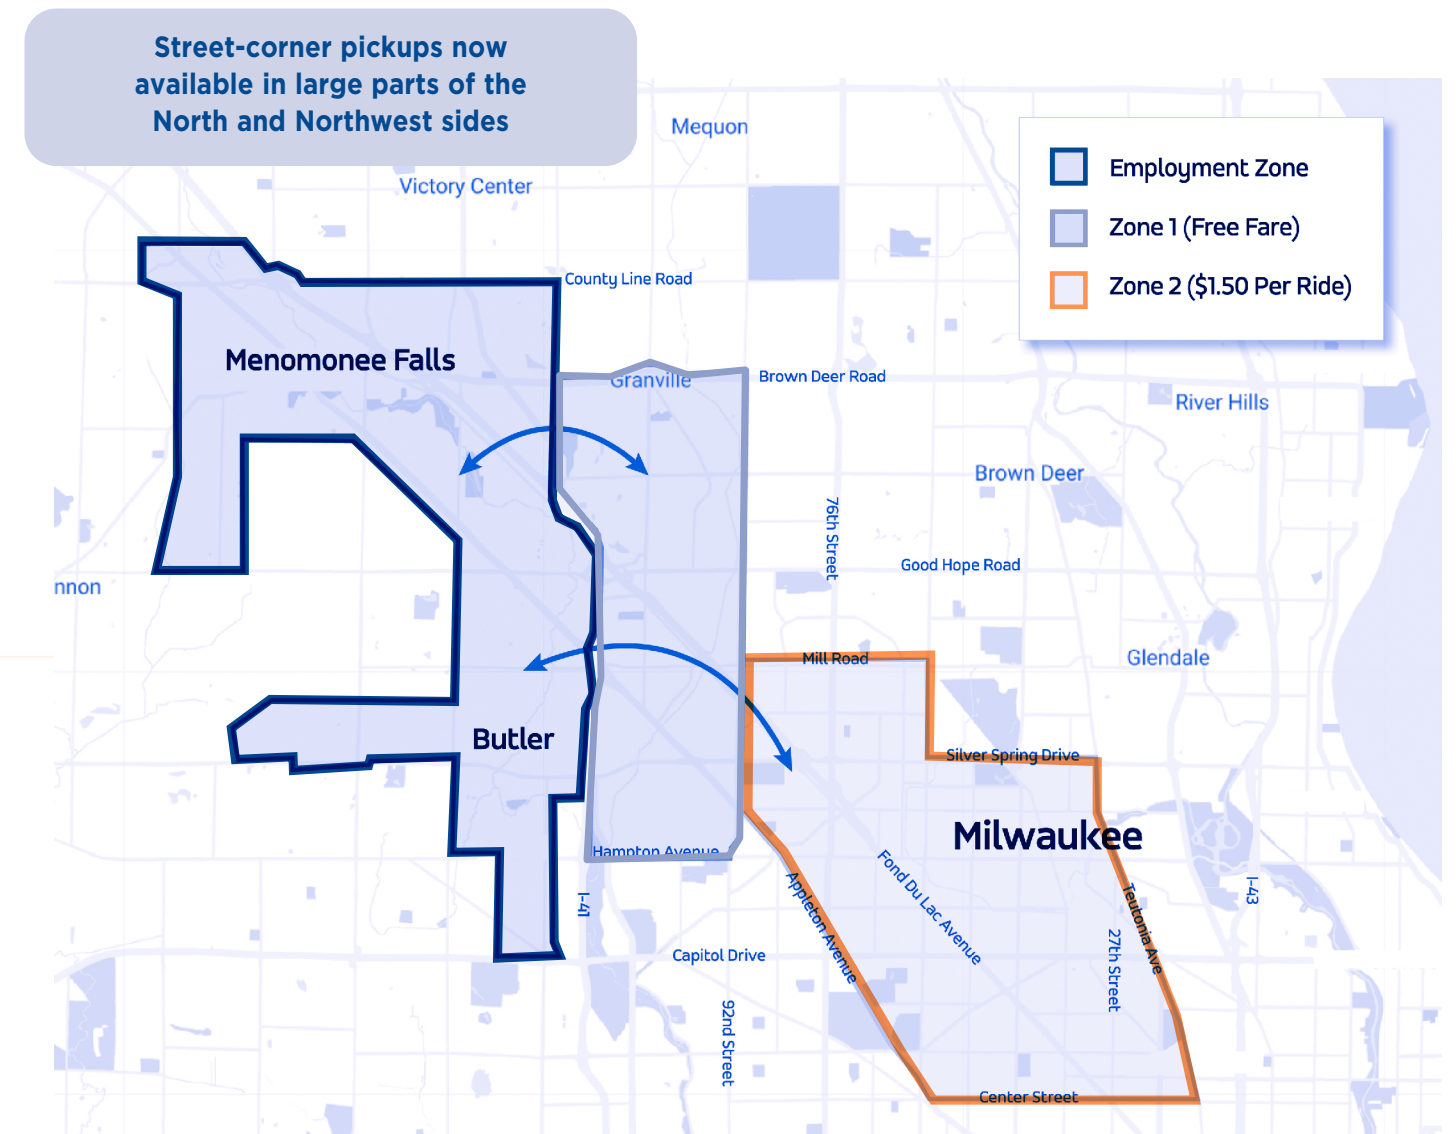 Street-corner pickups now
available in large parts of the
North and Northwest sides
Mequon
Employment Zone
Zone 1 (Free Fare)
Zone 2 ($1.50 Per Ride)
Victory Center
County Line Road
Menomonee Falls
Granville
Brown Deer Road
River Hills
Brown Deer
76th Street
Good Hope Road
nnon
Mill Road
Glendale
Butler
Silver Spring Drive
Milwaukee
Hampton Avenue
I-41
Appleton Avenue
Fond Du Lac Avenue
Teutonia Ave
I-43
27th Street
Capitol Drive
92nd Street
Center Street